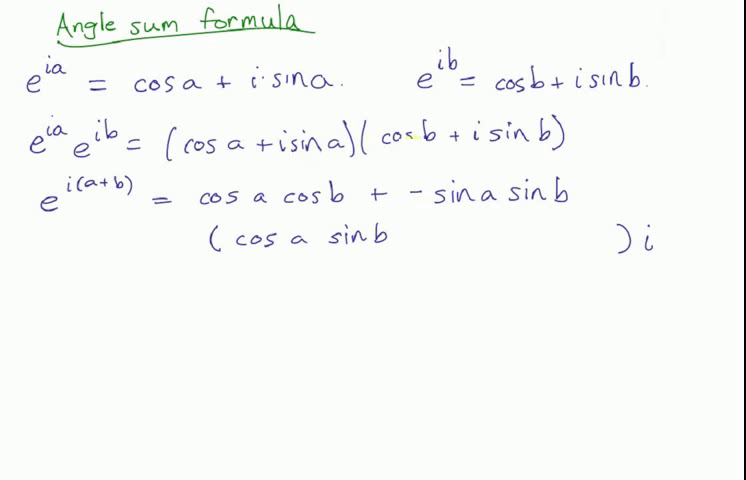 Angle sum formula
e^{ia} = cos a + i · sin a. e^{ib} = cos b + i sin b.
e^{ia} e^{ib} = (cos a + i sin a)(cos b + i sin b)
e^{i(a+b)} = cos a cos b + - sin a sin b
(cos a sin b ) i